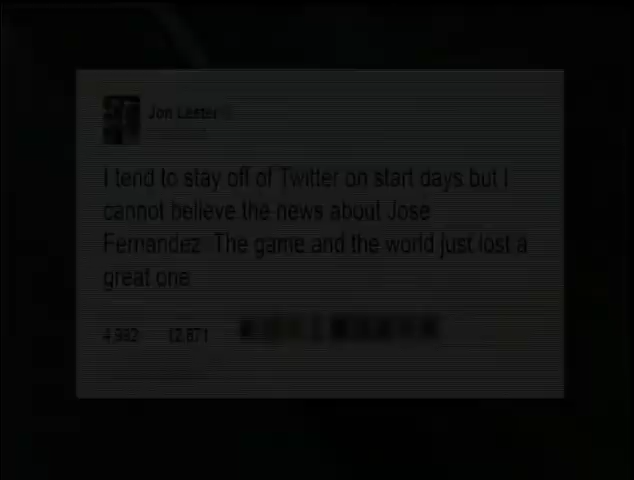 Jon Lester
I tend to stay off of Twitter on start days but I
cannot believe the news about Jose
Fernandez. The game and the world just lost a
great one
4,992 12,871